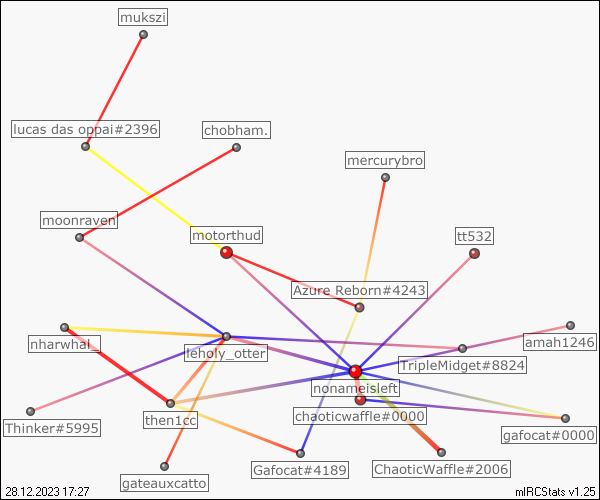 mukszi
lucas das oppai#2396
chobham.
mercurybro
moonraven
motorthud
tt532
Azure Reborn#4243
nharwhal_
leholy_otter
amah1246
TripleMidget#8824
nonameisleft
chaoticwaffle#0000
Thinker#5995
then1cc
gafocat#0000
gateauxcatto
Gafocat#4189
ChaoticWaffle#2006
28.12.2023 17:27
mIRCStats v1.25